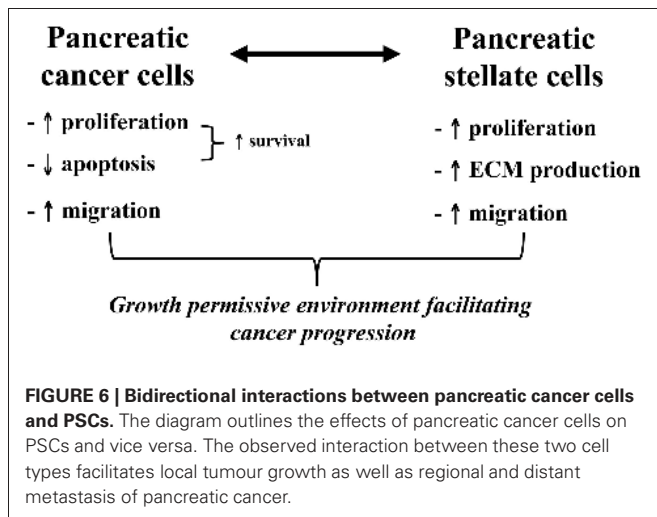 Pancreatic cancer cells
Pancreatic stellate cells
- ↑ proliferation
- ↓ apoptosis
↑ survival
- ↑ migration
- ↑ proliferation
- ↑ ECM production
- ↑ migration
Growth permissive environment facilitating
cancer progression
FIGURE 6 | Bidirectional interactions between pancreatic cancer cells
and PSCs. The diagram outlines the effects of pancreatic cancer cells on
PSCs and vice versa. The observed interaction between these two cell
types facilitates local tumour growth as well as regional and distant
metastasis of pancreatic cancer.